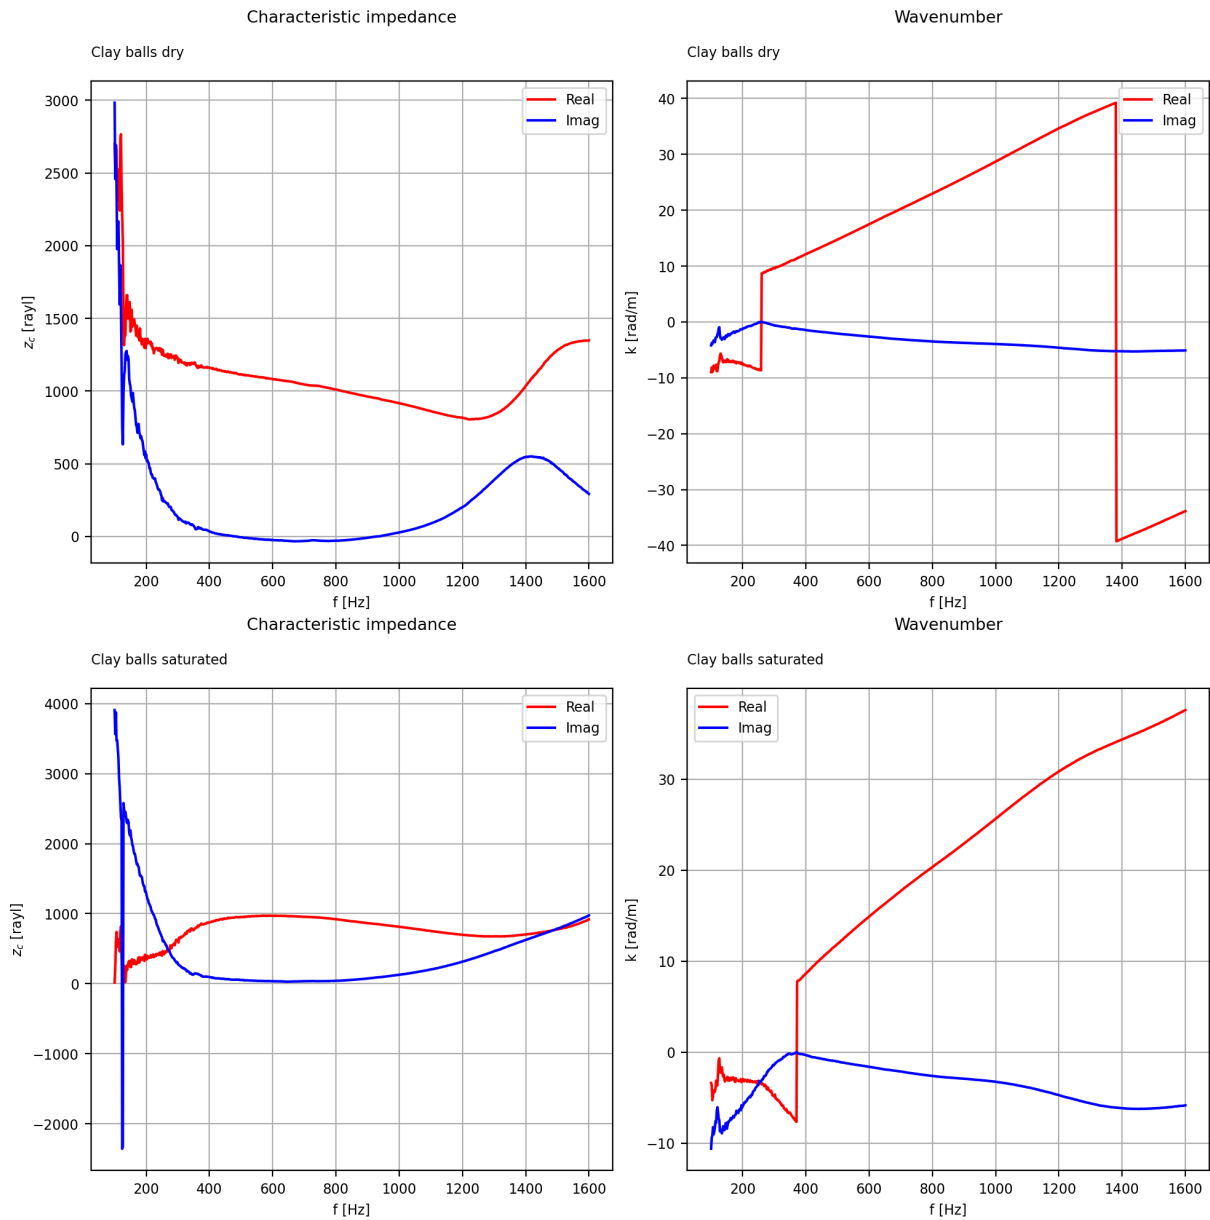 Characteristic impedance
Clay balls dry
Real
Imag
3000
2500
2000
1500
1000
500
0
z_c [rayl]
200 400 600 800 1000 1200 1400 1600
f [Hz]
Wavenumber
Clay balls dry
Real
Imag
40
30
20
10
0
−10
−20
−30
−40
k [rad/m]
200 400 600 800 1000 1200 1400 1600
f [Hz]
Characteristic impedance
Clay balls saturated
Real
Imag
4000
3000
2000
1000
0
−1000
−2000
z_c [rayl]
200 400 600 800 1000 1200 1400 1600
f [Hz]
Wavenumber
Clay balls saturated
Real
Imag
30
20
10
0
−10
k [rad/m]
200 400 600 800 1000 1200 1400 1600
f [Hz]